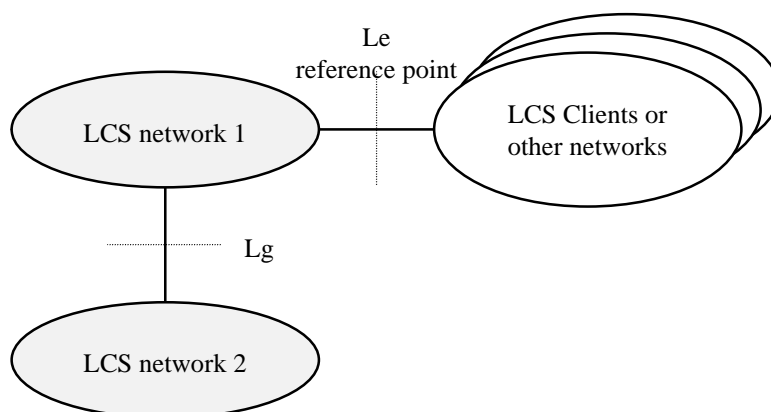 Le
reference point
LCS network 1
LCS Clients or
other networks
Lg
LCS network 2